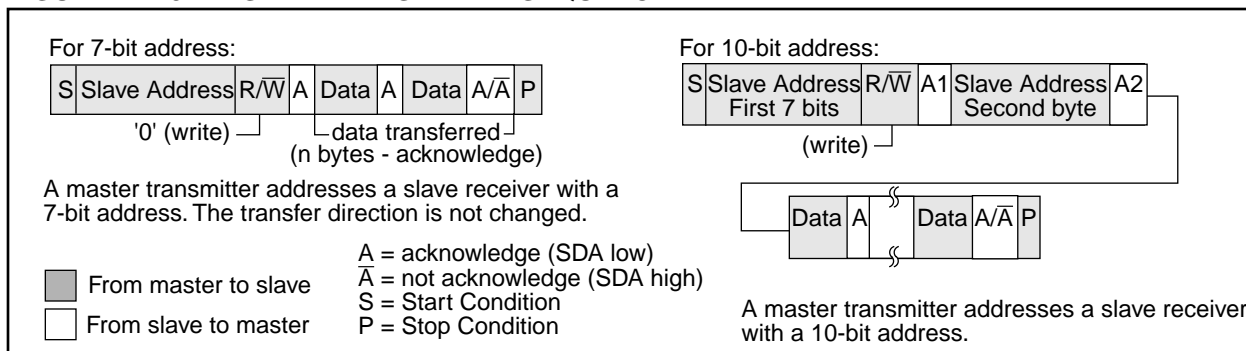 For 7-bit address:
S Slave Address R/W̅ A Data A Data A/A̅ P
'0' (write)
data transferred
(n bytes - acknowledge)
A master transmitter addresses a slave receiver with a
7-bit address. The transfer direction is not changed.
From master to slave
From slave to master
A = acknowledge (SDA low)
A̅ = not acknowledge (SDA high)
S = Start Condition
P = Stop Condition
For 10-bit address:
S Slave Address First 7 bits R/W̅ A1 Slave Address Second byte A2
(write)
Data A Data A/A̅ P
A master transmitter addresses a slave receiver
with a 10-bit address.